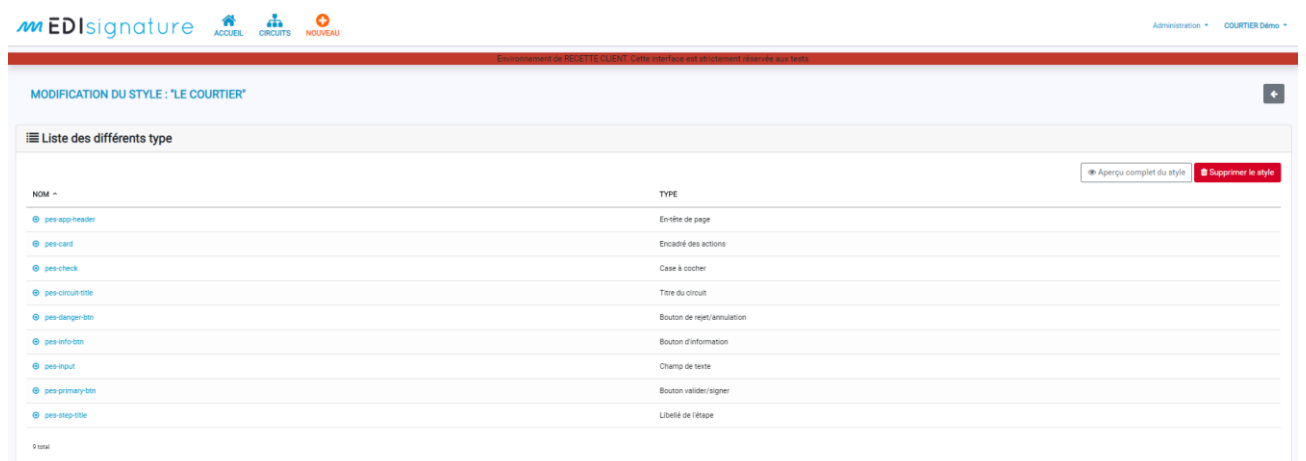 EDIsignature ACCUEIL CIRCUITS NOUVEAU Administration COURTIER Démo
Environnement de RECETTE CLIENT. Cette interface est strictement réservée aux tests.
MODIFICATION DU STYLE : "LE COURTIER"
Liste des différents type
Aperçu complet du style Supprimer le style
NOM TYPE
pes-app-header En-tête de page
pes-card Encadré des actions
pes-check Case à cocher
pes-circuit-title Titre du circuit
pes-danger-btn Bouton de rejet/annulation
pes-info-btn Bouton d'information
pes-input Champ de texte
pes-primary-btn Bouton valider/signer
pes-step-title Libellé de l'étape
9 total